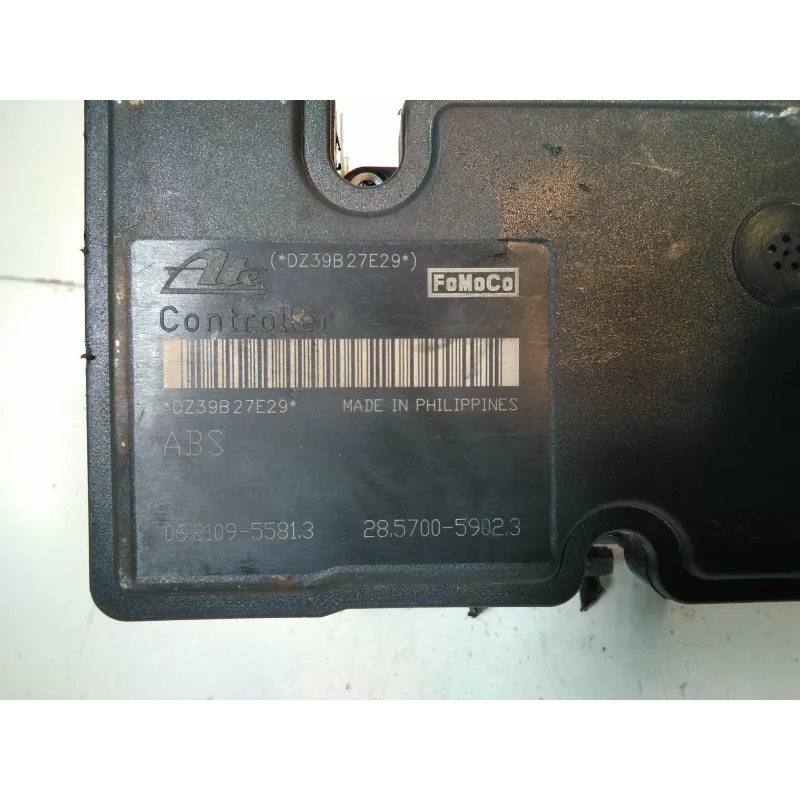 Ate (*DZ39B27E29*) FoMoCo
Controller
*DZ39B27E29* MADE IN PHILIPPINES
ABS
06.2109-5581.3 28.5700-5902.3